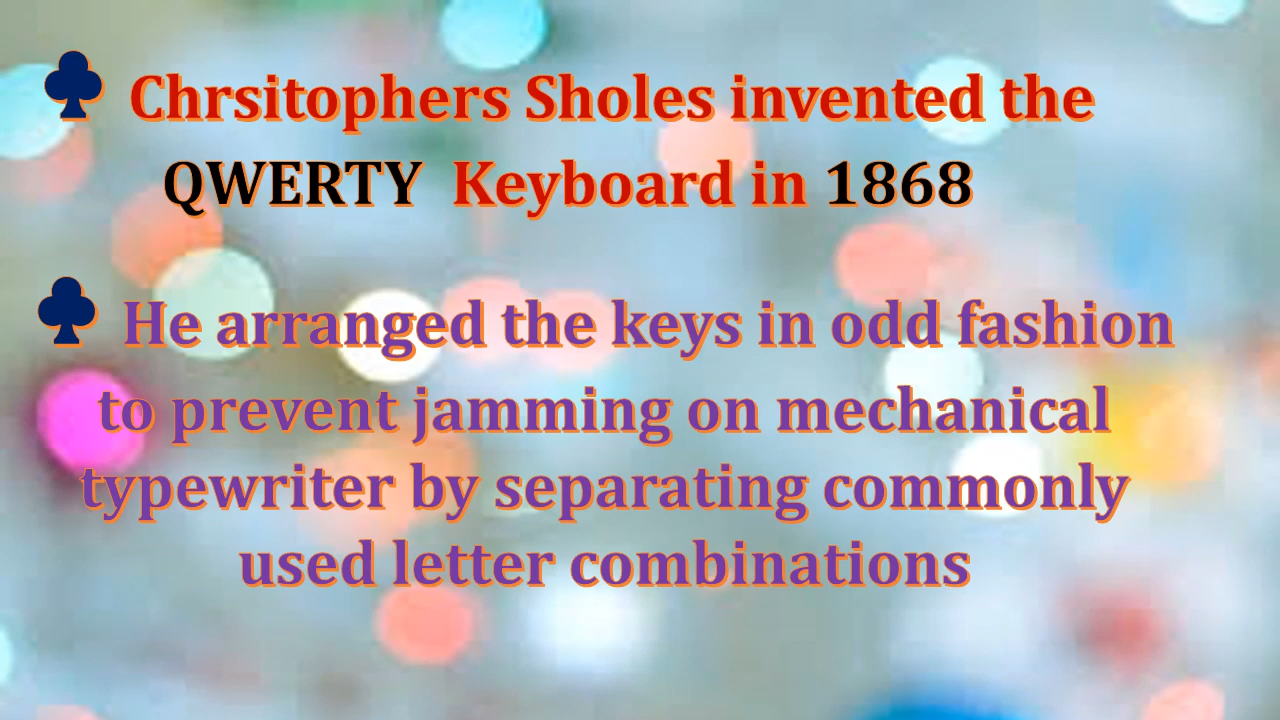 ♣ Chrsitophers Sholes invented the
QWERTY Keyboard in 1868
♣ He arranged the keys in odd fashion
to prevent jamming on mechanical
typewriter by separating commonly
used letter combinations